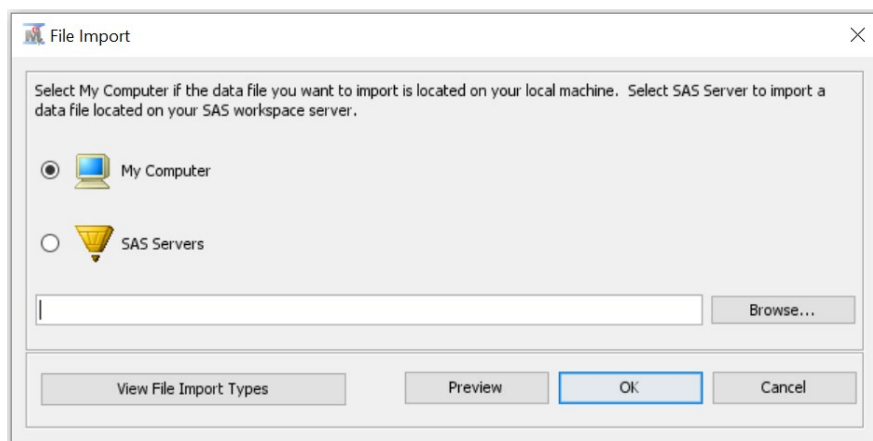 File Import
Select My Computer if the data file you want to import is located on your local machine.  Select SAS Server to import a
data file located on your SAS workspace server.
My Computer
SAS Servers
Browse...
View File Import Types
Preview
OK
Cancel